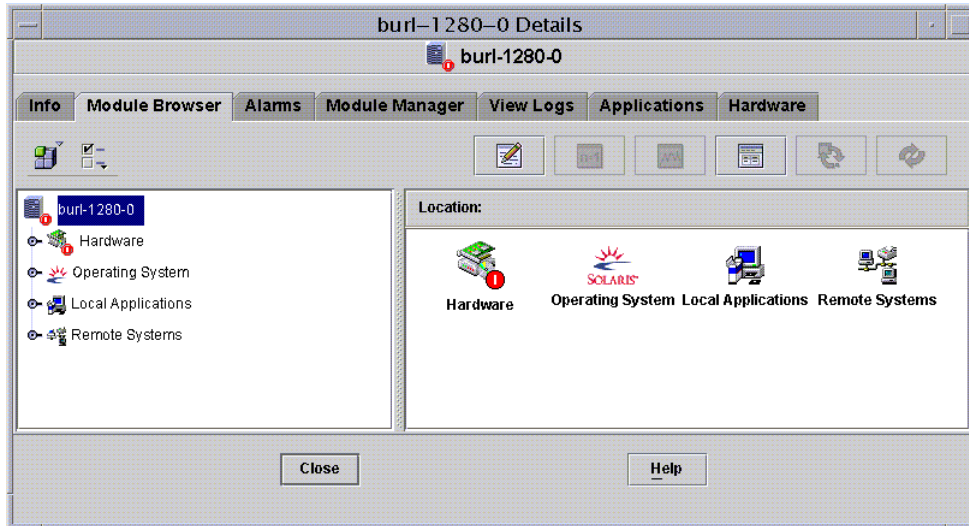 burl–1280–0 Details
burl-1280-0
Info Module Browser Alarms Module Manager View Logs Applications Hardware
burl-1280-0
Hardware
Operating System
Local Applications
Remote Systems
Location:
SOLARIS
Hardware Operating System Local Applications Remote Systems
Close Help